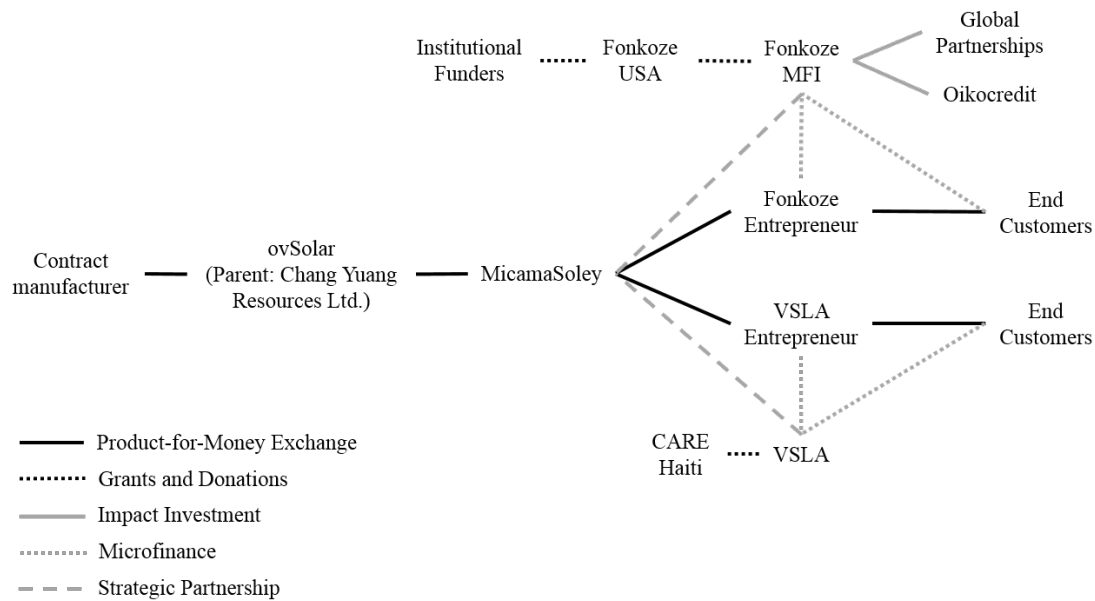 Institutional
Funders
Fonkoze
USA
Fonkoze
MFI
Global
Partnerships
Oikocredit
Fonkoze
Entrepreneur
End
Customers
Contract
manufacturer
ovSolar
(Parent: Chang Yuang
Resources Ltd.)
MicamaSoley
VSLA
Entrepreneur
End
Customers
CARE
Haiti
VSLA
Product-for-Money Exchange
Grants and Donations
Impact Investment
Microfinance
Strategic Partnership